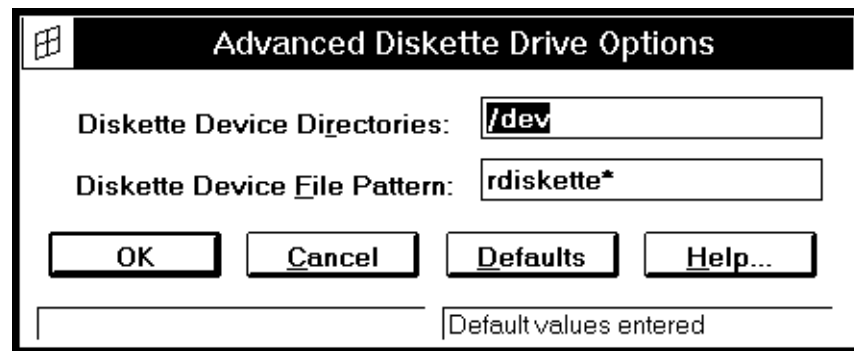 Advanced Diskette Drive Options
Diskette Device Directories: /dev
Diskette Device File Pattern: rdiskette*
OK Cancel Defaults Help...
Default values entered